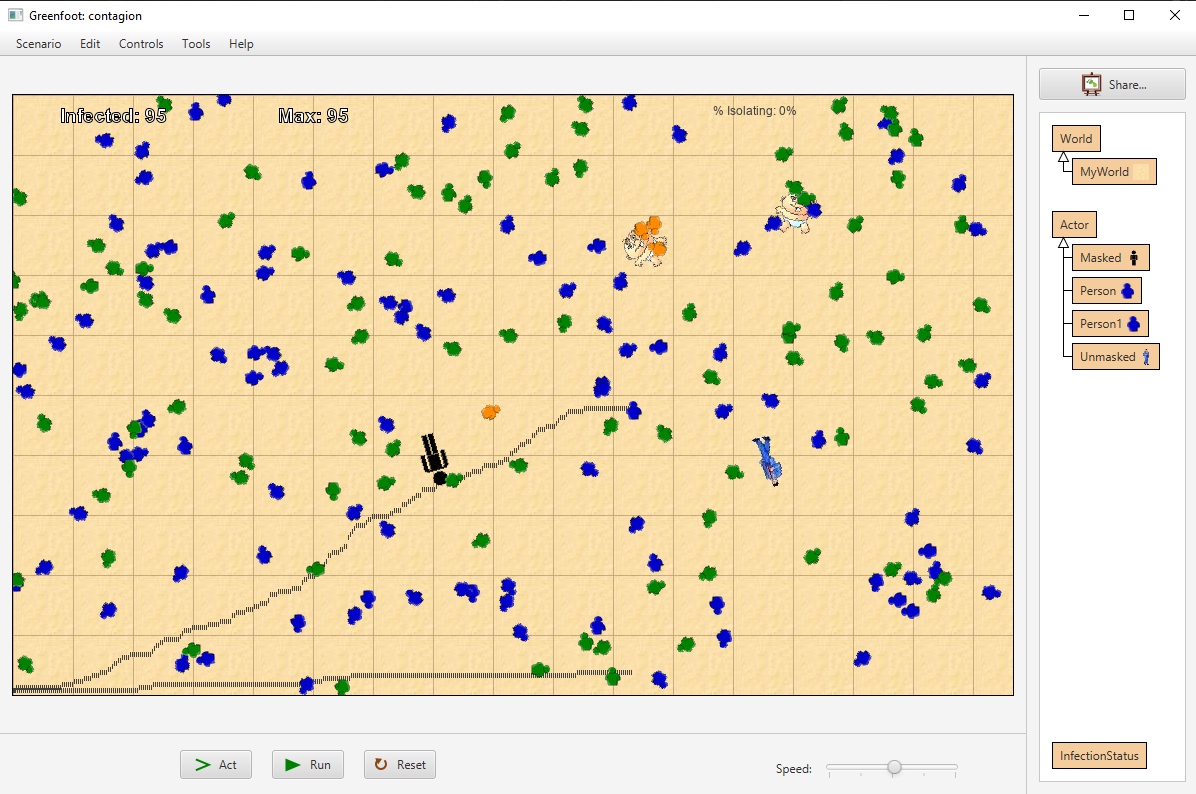 Greenfoot: contagion
Scenario Edit Controls Tools Help
Share...
Infected: 95 Max: 95 % Isolating: 0%
World
MyWorld
Actor
Masked
Person
Person1
Unmasked
InfectionStatus
Act Run Reset Speed: